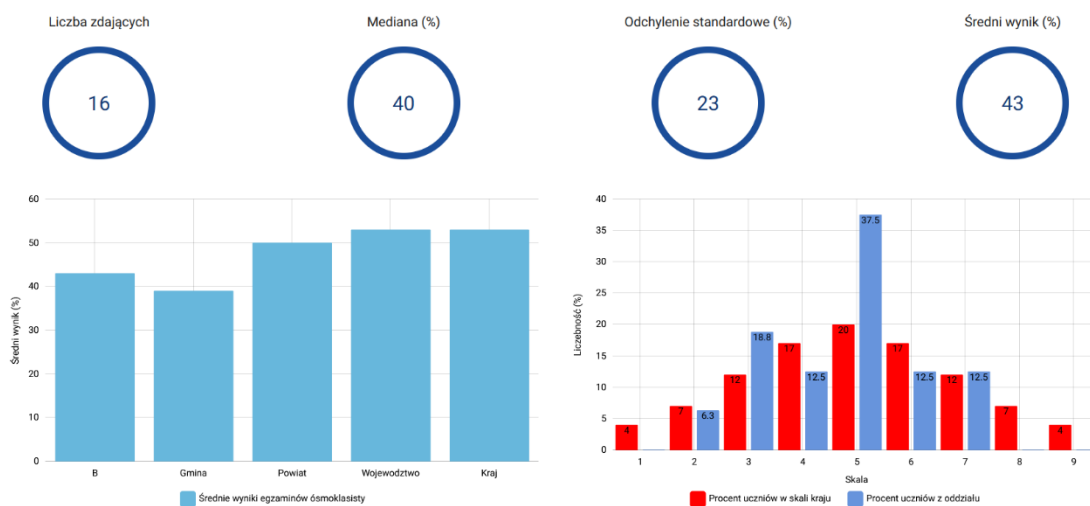 Liczba zdających
Mediana (%)
Odchylenie standardowe (%)
Średni wynik (%)
16
40
23
43
Średni wynik (%)
60
50
40
30
20
10
0
B
Gmina
Powiat
Wojewodztwo
Kraj
Średnie wyniki egzaminów ósmoklasisty
Liczebność (%)
40
35
30
25
20
15
10
5
0
4
7
6.3
12
18.8
17
12.5
20
37.5
17
12.5
12
12.5
7
4
1
2
3
4
5
6
7
8
9
Skala
Procent uczniów w skali kraju
Procent uczniów z oddziału